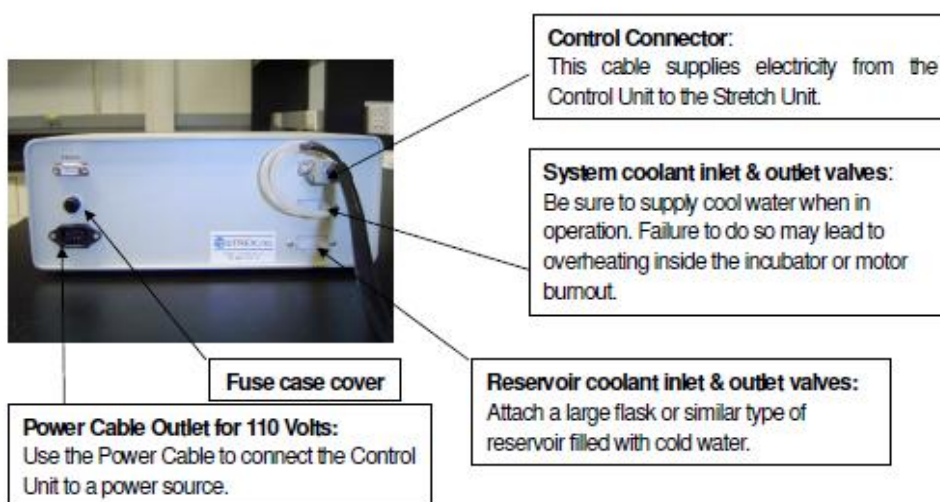 Control Connector:
This cable supplies electricity from the
Control Unit to the Stretch Unit.
System coolant inlet & outlet valves:
Be sure to supply cool water when in
operation. Failure to do so may lead to
overheating inside the incubator or motor
burnout.
Fuse case cover
Reservoir coolant inlet & outlet valves:
Attach a large flask or similar type of
reservoir filled with cold water.
Power Cable Outlet for 110 Volts:
Use the Power Cable to connect the Control
Unit to a power source.